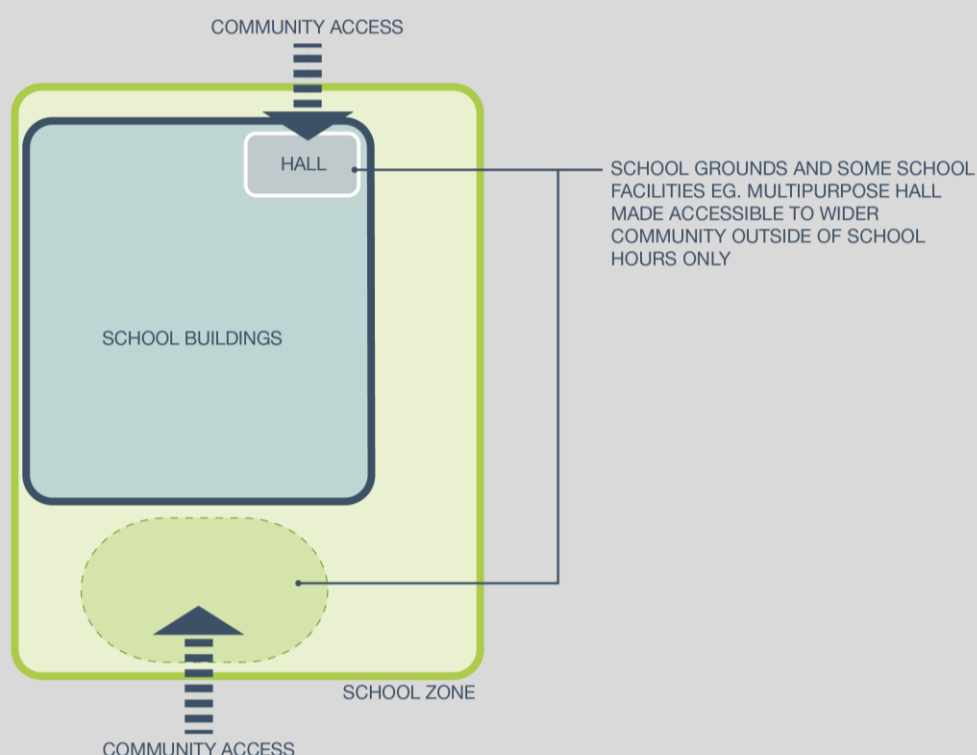 COMMUNITY ACCESS
HALL
SCHOOL GROUNDS AND SOME SCHOOL
FACILITIES EG. MULTIPURPOSE HALL
MADE ACCESSIBLE TO WIDER
COMMUNITY OUTSIDE OF SCHOOL
HOURS ONLY
SCHOOL BUILDINGS
SCHOOL ZONE
COMMUNITY ACCESS